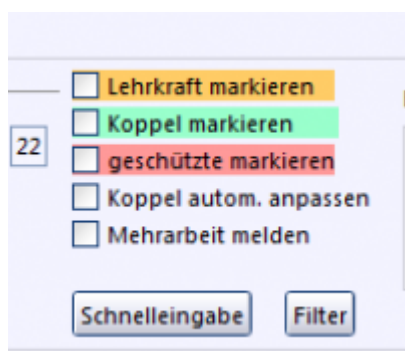 Lehrkraft markieren
Koppel markieren
22
geschützte markieren
Koppel autom. anpassen
Mehrarbeit melden
Schnelleingabe Filter